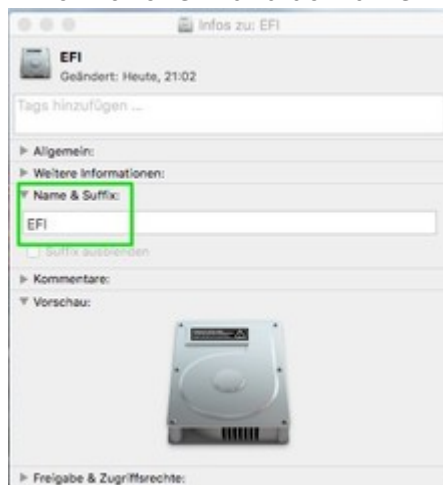 Infos zu: EFI
EFI
Geändert: Heute, 21:02
Tags hinzufügen ...
Allgemein:
Weitere Informationen:
Name & Suffix:
EFI
Suffix ausblenden
Kommentare:
Vorschau:
Freigabe & Zugriffsrechte: